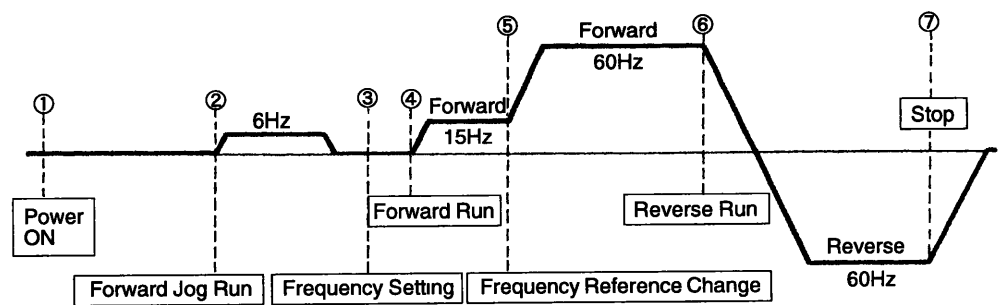 ①
②
③
④
⑤
⑥
⑦
6Hz
Forward
15Hz
Forward
60Hz
Stop
Power
ON
Forward Run
Reverse Run
Reverse
60Hz
Forward Jog Run
Frequency Setting
Frequency Reference Change